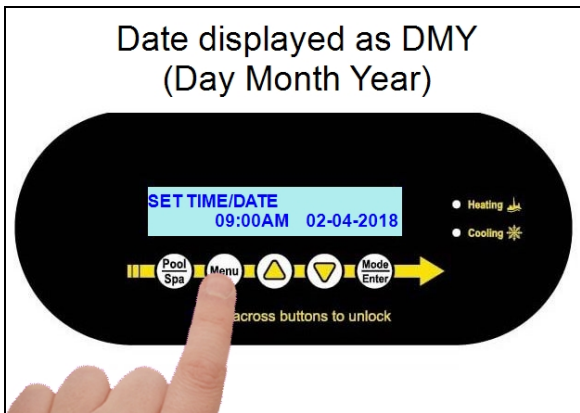 Date displayed as DMY
(Day Month Year)
SET TIME/DATE
09:00AM 02-04-2018
Heating
Cooling
Pool
Spa
Menu
Mode
Enter
across buttons to unlock